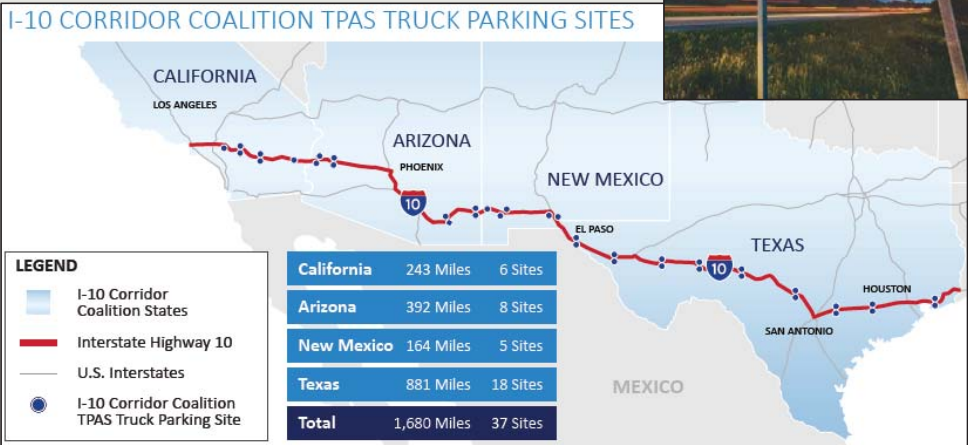 I-10 CORRIDOR COALITION TPAS TRUCK PARKING SITES
CALIFORNIA
LOS ANGELES
ARIZONA
PHOENIX
NEW MEXICO
10
EL PASO
TEXAS
10
HOUSTON
SAN ANTONIO
MEXICO
LEGEND
I-10 Corridor
Coalition States
Interstate Highway 10
U.S. Interstates
I-10 Corridor Coalition
TPAS Truck Parking Site
California 243 Miles 6 Sites
Arizona 392 Miles 8 Sites
New Mexico 164 Miles 5 Sites
Texas 881 Miles 18 Sites
Total 1,680 Miles 37 Sites